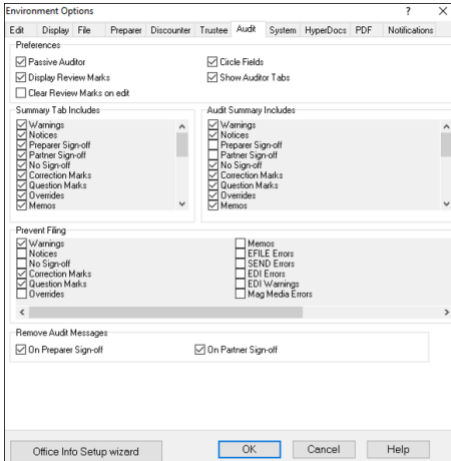 Environment Options ? ×
Edit Display File Preparer Discounter Trustee Audit System HyperDocs PDF Notifications
Preferences
Passive Auditor Circle Fields
Display Review Marks Show Auditor Tabs
Clear Review Marks on edit
Summary Tab Includes Audit Summary Includes
Warnings Warnings
Notices Notices
Preparer Sign-off Preparer Sign-off
Partner Sign-off Partner Sign-off
No Sign-off No Sign-off
Correction Marks Correction Marks
Question Marks Question Marks
Overrides Overrides
Memos Memos
Prevent Filing
Warnings Memos
Notices EFILE Errors
No Sign-off SEND Errors
Correction Marks EDI Errors
Question Marks EDI Warnings
Overrides Mag Media Errors
Remove Audit Messages
On Preparer Sign-off On Partner Sign-off
Office Info Setup wizard OK Cancel Help